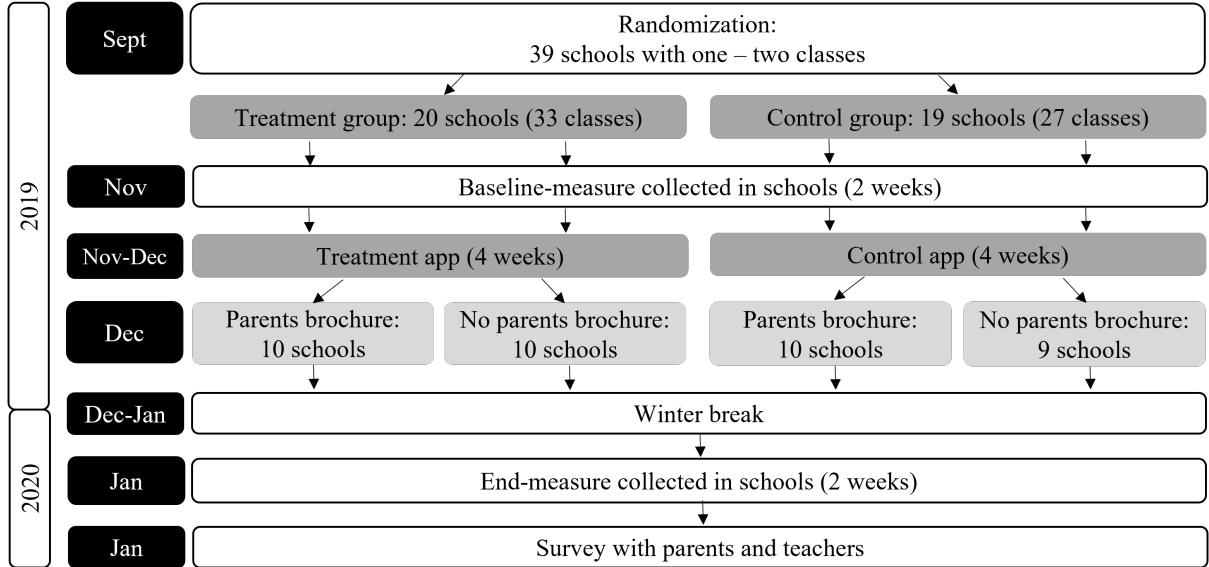 2019
2020
Sept
Randomization:
39 schools with one – two classes
Treatment group: 20 schools (33 classes)
Control group: 19 schools (27 classes)
Nov
Baseline-measure collected in schools (2 weeks)
Nov-Dec
Treatment app (4 weeks)
Control app (4 weeks)
Dec
Parents brochure:
10 schools
No parents brochure:
10 schools
Parents brochure:
10 schools
No parents brochure:
9 schools
Dec-Jan
Winter break
Jan
End-measure collected in schools (2 weeks)
Jan
Survey with parents and teachers